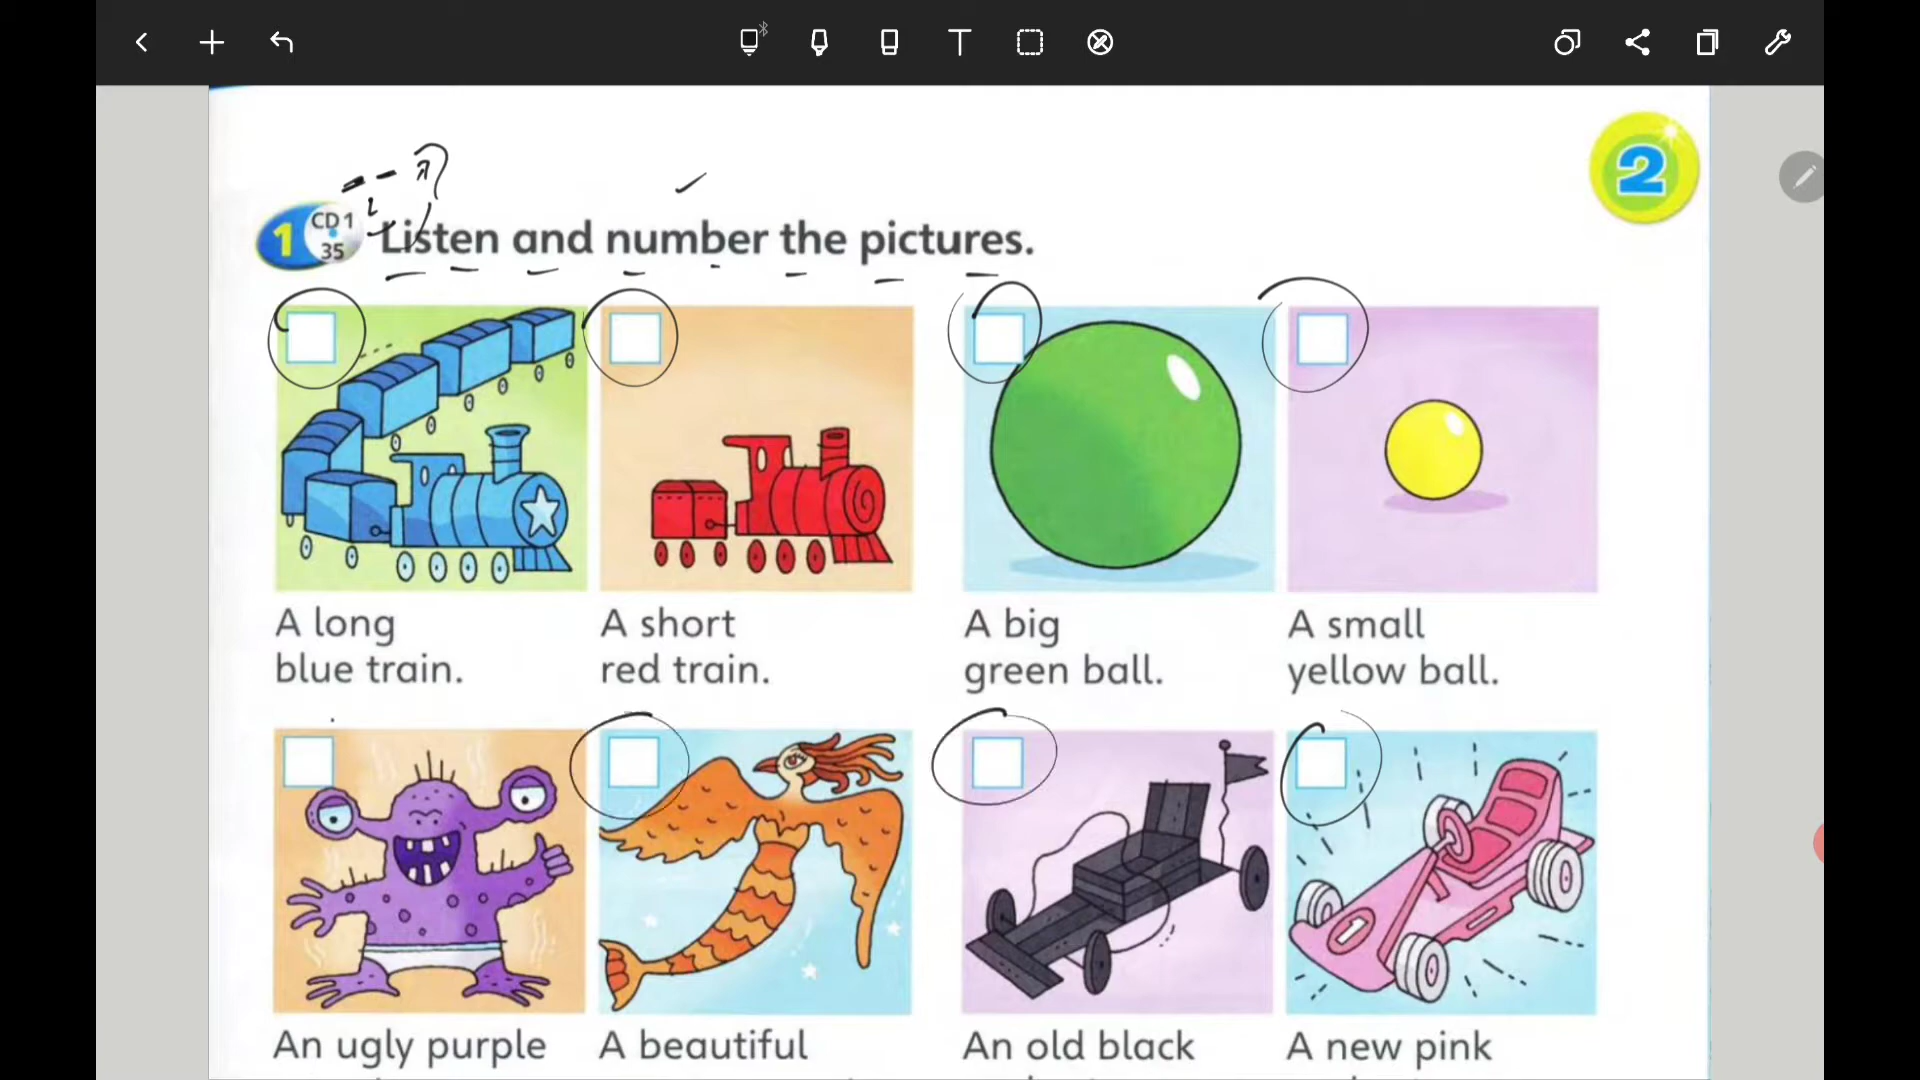 2
1 CD 1 35 Listen and number the pictures.
A long
blue train.
A short
red train.
A big
green ball.
A small
yellow ball.
1
An ugly purple
A beautiful
An old black
A new pink